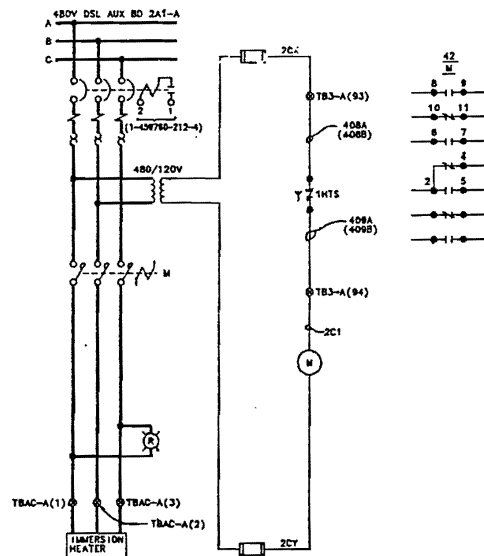 480V DSL AUX BD 2A1-A
A
B
C
2 1
(1-45W760-212-4)
480/120V
M
R
TBAC-A(1)
TBAC-A(3)
TBAC-A(2)
IMMERSION
HEATER
2CX
TB3-A(93)
408A
(408B)
1HTS
409A
(409B)
TB3-A(94)
2C1
M
2CY
42
M
8 9
10 11
6 7
4
2 5